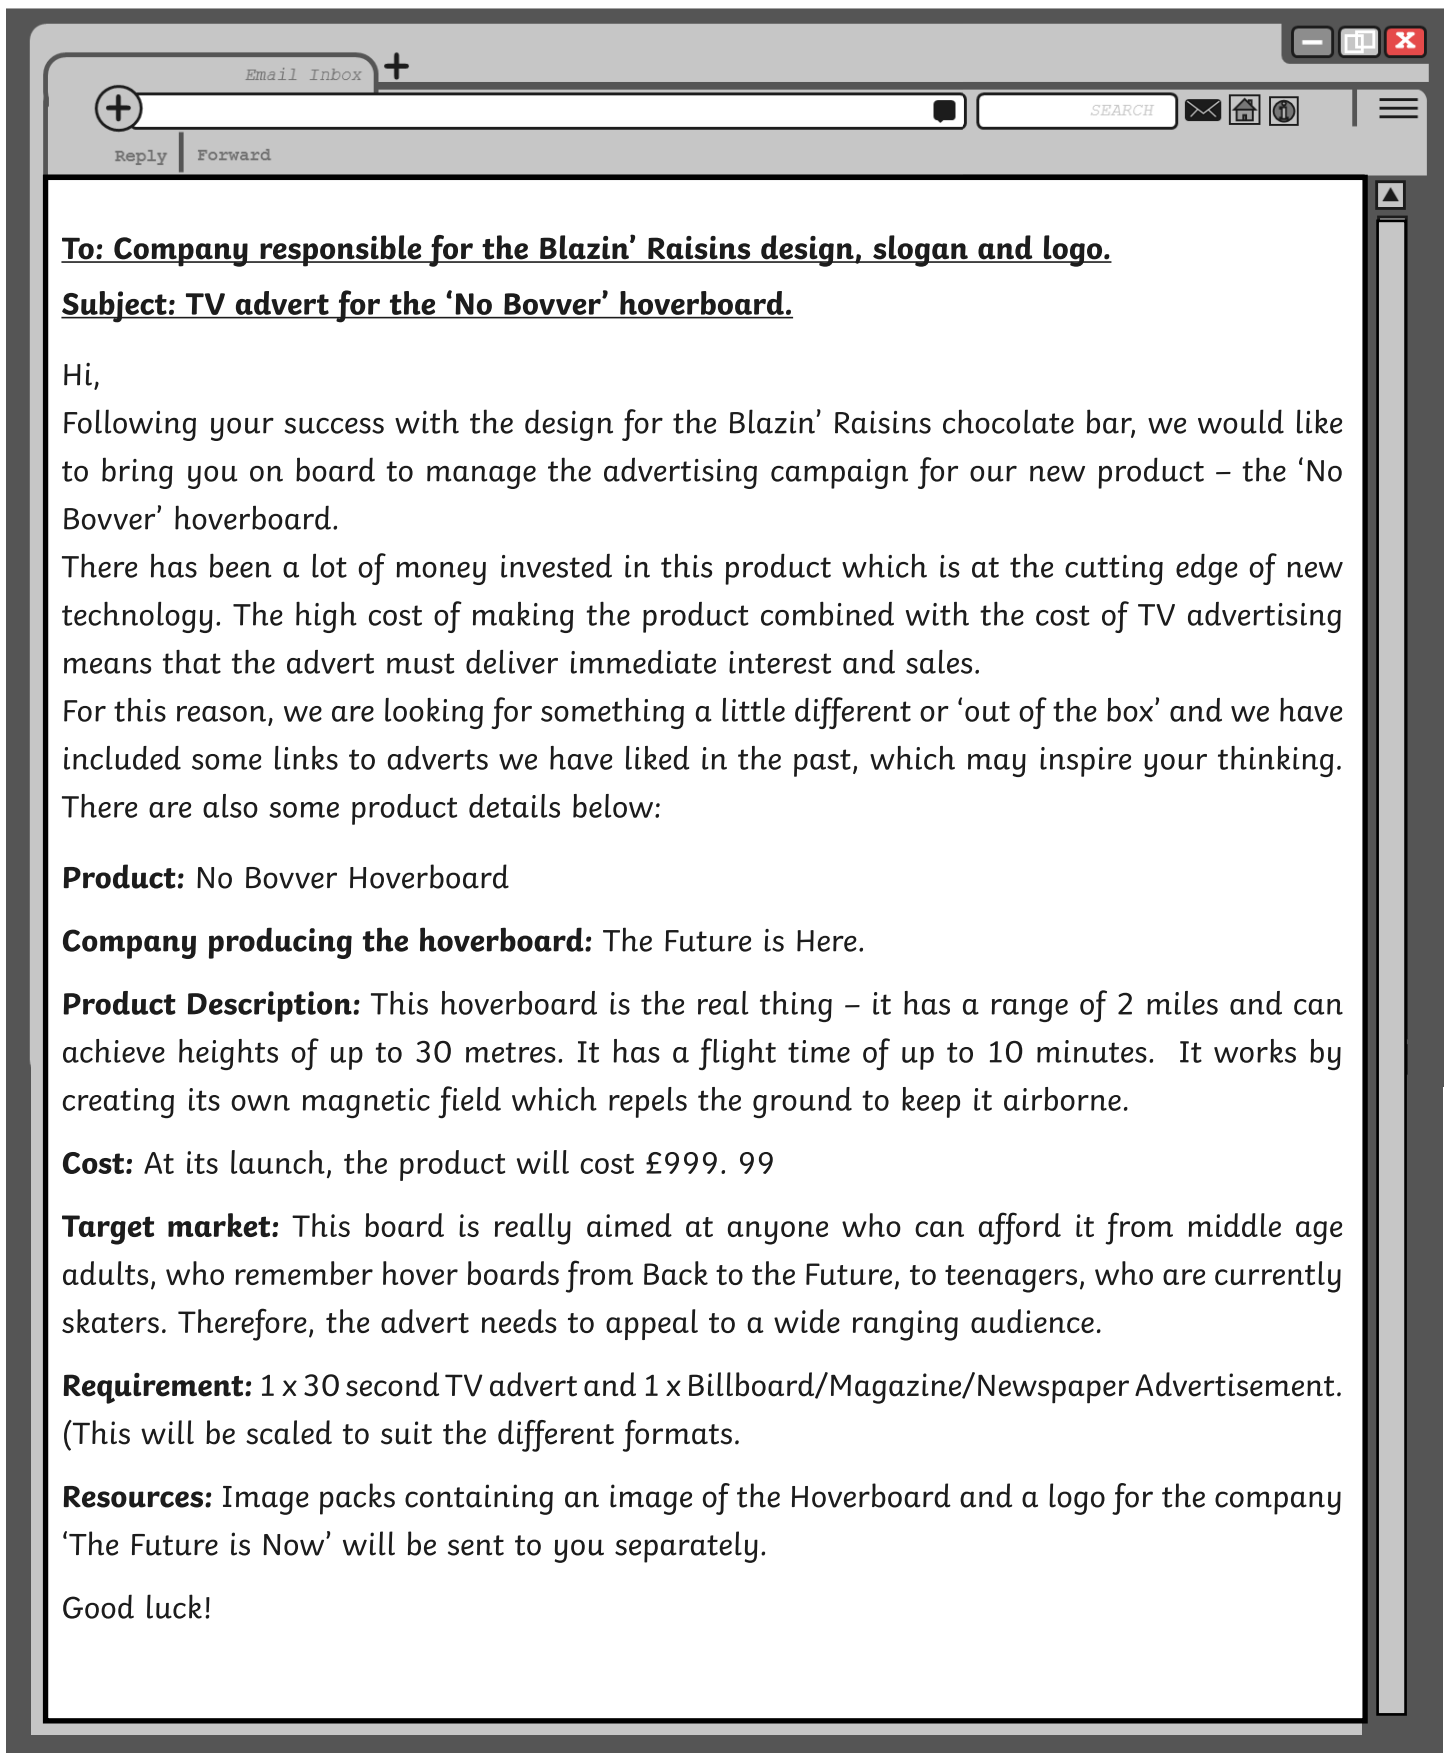 Email Inbox
SEARCH
Reply
Forward
To: Company responsible for the Blazin’ Raisins design, slogan and logo.
Subject: TV advert for the ‘No Bovver’ hoverboard.
Hi,
Following your success with the design for the Blazin’ Raisins chocolate bar, we would like
to bring you on board to manage the advertising campaign for our new product – the ‘No
Bovver’ hoverboard.
There has been a lot of money invested in this product which is at the cutting edge of new
technology. The high cost of making the product combined with the cost of TV advertising
means that the advert must deliver immediate interest and sales.
For this reason, we are looking for something a little different or ‘out of the box’ and we have
included some links to adverts we have liked in the past, which may inspire your thinking.
There are also some product details below:
Product: No Bovver Hoverboard
Company producing the hoverboard: The Future is Here.
Product Description: This hoverboard is the real thing – it has a range of 2 miles and can
achieve heights of up to 30 metres. It has a flight time of up to 10 minutes.  It works by
creating its own magnetic field which repels the ground to keep it airborne.
Cost: At its launch, the product will cost £999. 99
Target market: This board is really aimed at anyone who can afford it from middle age
adults, who remember hover boards from Back to the Future, to teenagers, who are currently
skaters. Therefore, the advert needs to appeal to a wide ranging audience.
Requirement: 1 x 30 second TV advert and 1 x Billboard/Magazine/Newspaper Advertisement.
(This will be scaled to suit the different formats.
Resources: Image packs containing an image of the Hoverboard and a logo for the company
‘The Future is Now’ will be sent to you separately.
Good luck!